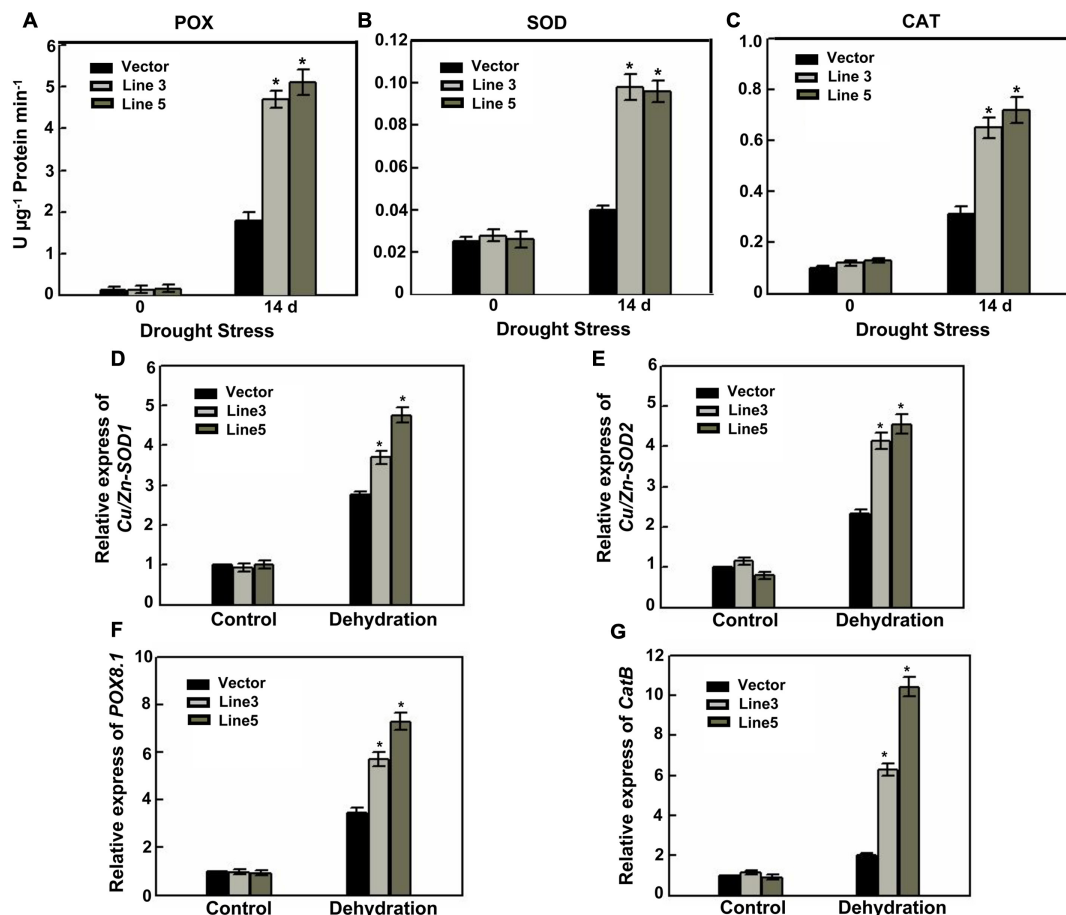 A
POX
U µg-1 Protein min-1
6
5
4
3
2
1
0
Vector
Line 3
Line 5
*
*
0
14 d
Drought Stress
B
SOD
0.12
0.10
0.08
0.06
0.04
0.02
0
Vector
Line 3
Line 5
*
*
0
14 d
Drought Stress
C
CAT
1.0
0.8
0.6
0.4
0.2
0
Vector
Line 3
Line 5
*
*
0
14 d
Drought Stress
D
Relative express of
Cu/Zn-SOD1
6
5
4
3
2
1
0
Vector
Line3
Line5
*
*
Control
Dehydration
E
Relative express of
Cu/Zn-SOD2
6
5
4
3
2
1
0
Vector
Line3
Line5
*
*
Control
Dehydration
F
Relative express of POX8.1
10
8
6
4
2
0
Vector
Line3
Line5
*
*
Control
Dehydration
G
Relative express of CatB
12
10
8
6
4
2
0
Vector
Line3
Line5
*
*
Control
Dehydration